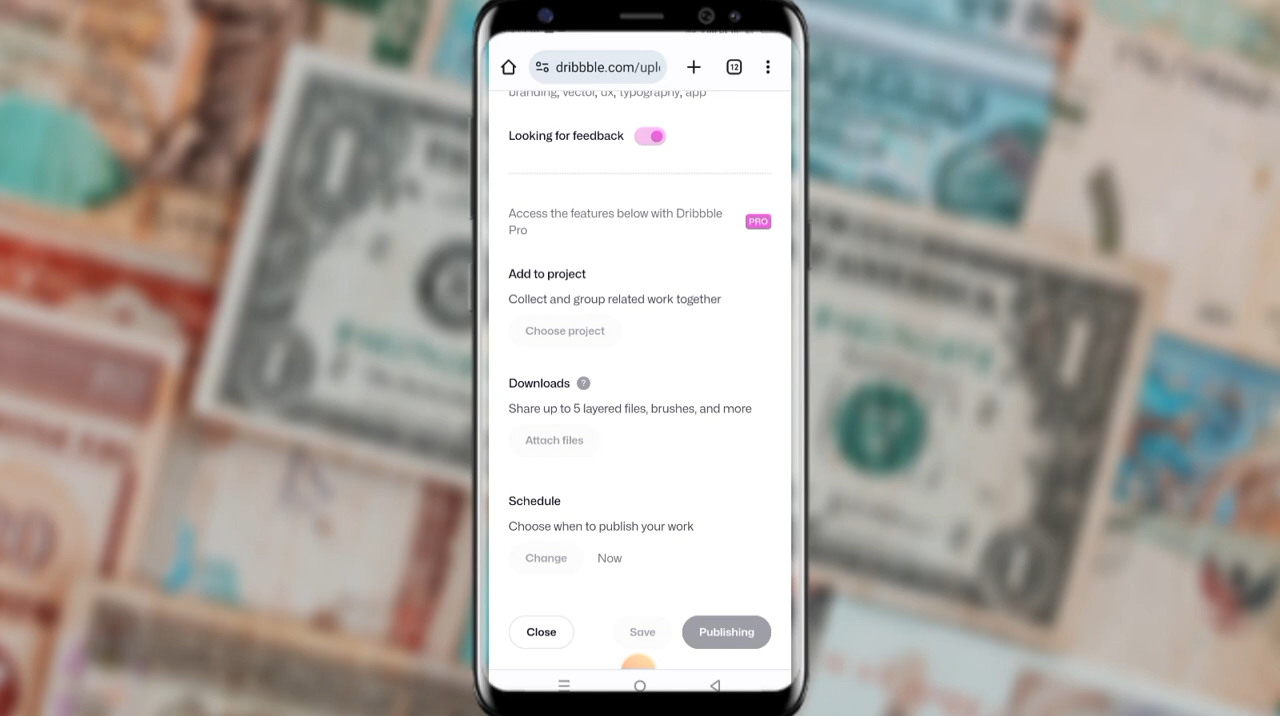 dribbble.com/upl
12
branding, vector, ux, typography, app
Looking for feedback
Access the features below with Dribbble
Pro
PRO
Add to project
Collect and group related work together
Choose project
Downloads ?
Share up to 5 layered files, brushes, and more
Attach files
Schedule
Choose when to publish your work
Change Now
Close Save Publishing